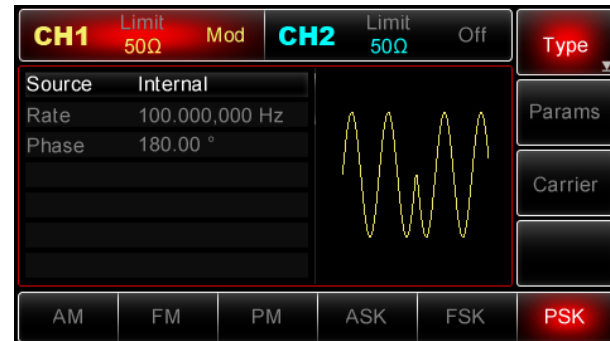 CH1 Limit 50Ω Mod CH2 Limit 50Ω Off Type
Source Internal
Rate 100.000,000 Hz
Phase 180.00 °
Params
Carrier
AM FM PM ASK FSK PSK